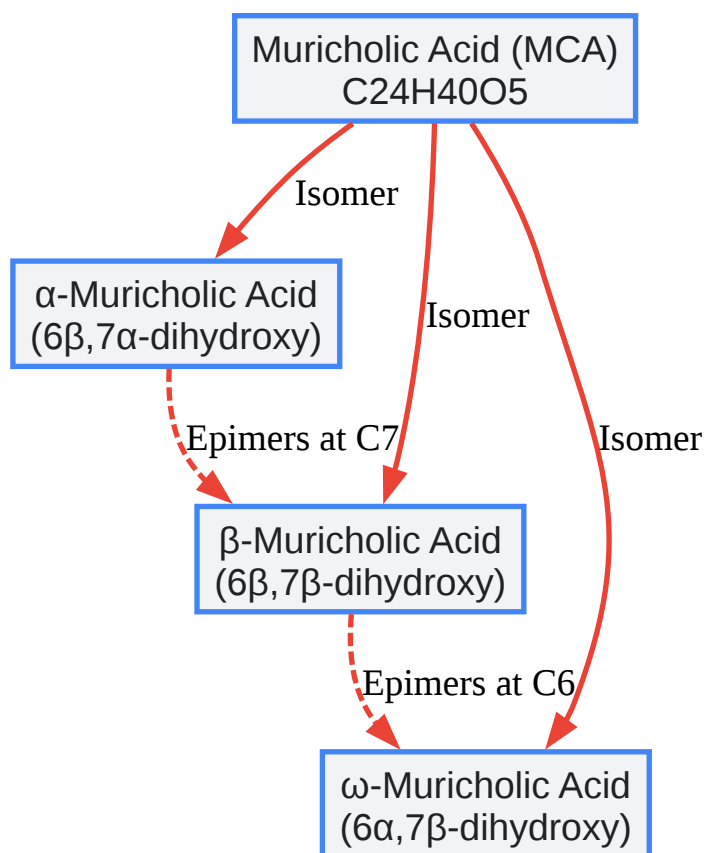 Muricholic Acid (MCA)
C24H40O5
Isomer
α-Muricholic Acid
(6β,7α-dihydroxy)
Isomer
Epimers at C7
Isomer
β-Muricholic Acid
(6β,7β-dihydroxy)
Epimers at C6
ω-Muricholic Acid
(6α,7β-dihydroxy)